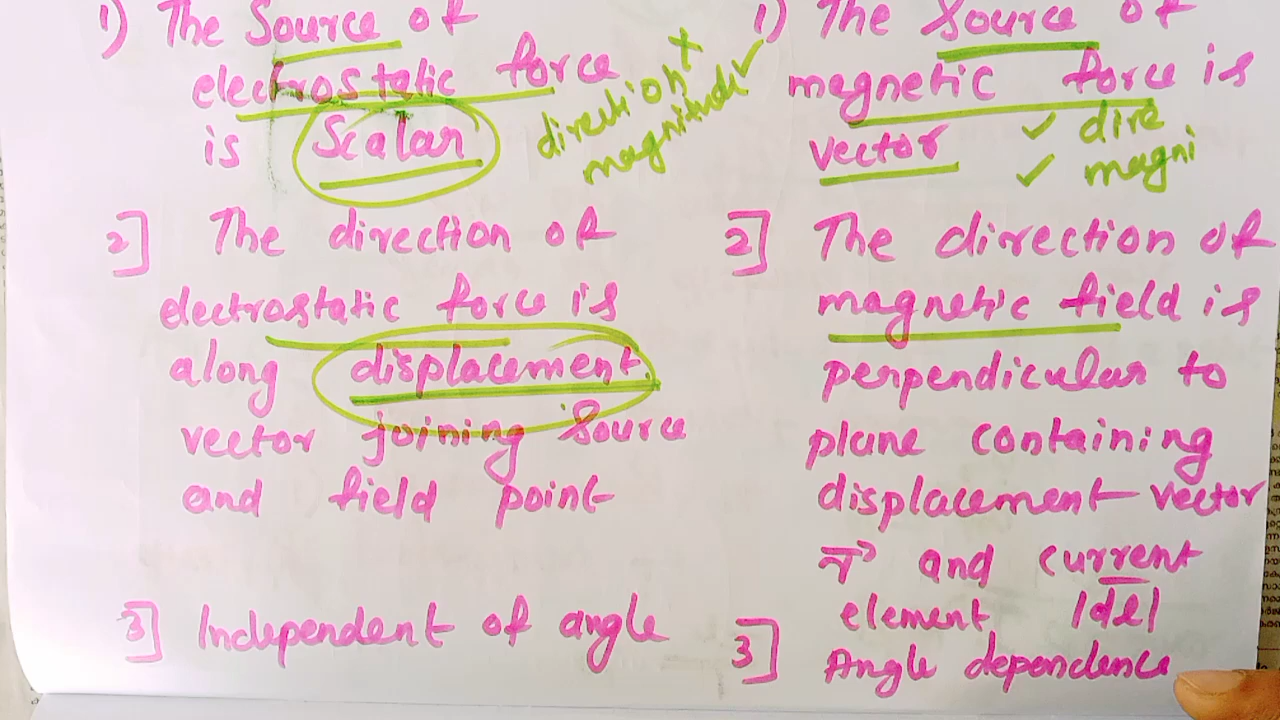 1) The Source of
electrostatic force
is Scalar
direction x
magnitude ✓
2] The direction of
electrostatic force is
along displacement
vector joining source
and field point
3] Independent of angle
1) The Source of
magnetic force is
vector
✓ dire
✓ magni
2] The direction of
magnetic field is
perpendicular to
plane containing
displacement vector
r⃗ and current
element |dl|
3] Angle dependence